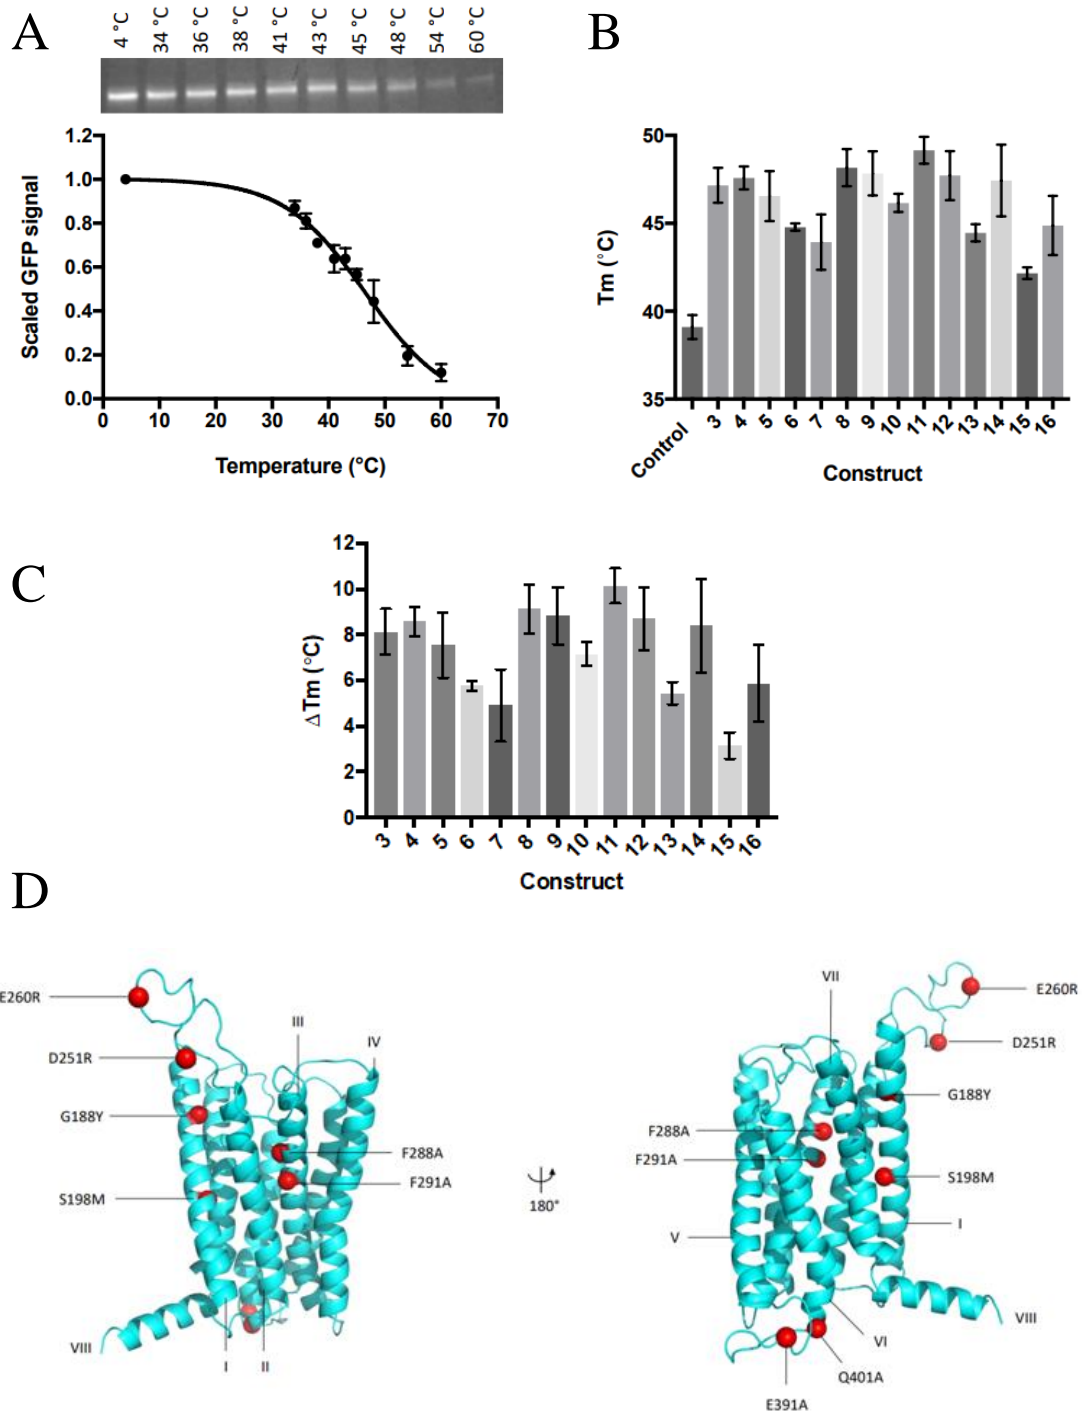 A
4 °C 34 °C 36 °C 38 °C 41 °C 43 °C 45 °C 48 °C 54 °C 60 °C
1.2
1.0
0.8
0.6
0.4
0.2
0.0
Scaled GFP signal
0 10 20 30 40 50 60 70
Temperature (°C)
B
50
45
40
35
Tm (°C)
Control 3 4 5 6 7 8 9 10 11 12 13 14 15 16
Construct
C
12
10
8
6
4
2
0
ΔTm (°C)
3 4 5 6 7 8 9 10 11 12 13 14 15 16
Construct
D
E260R
D251R
G188Y
S198M
III
IV
F288A
F291A
VIII
I
II
180°
VII
E260R
D251R
G188Y
F288A
F291A
S198M
V
I
VIII
VI
Q401A
E391A